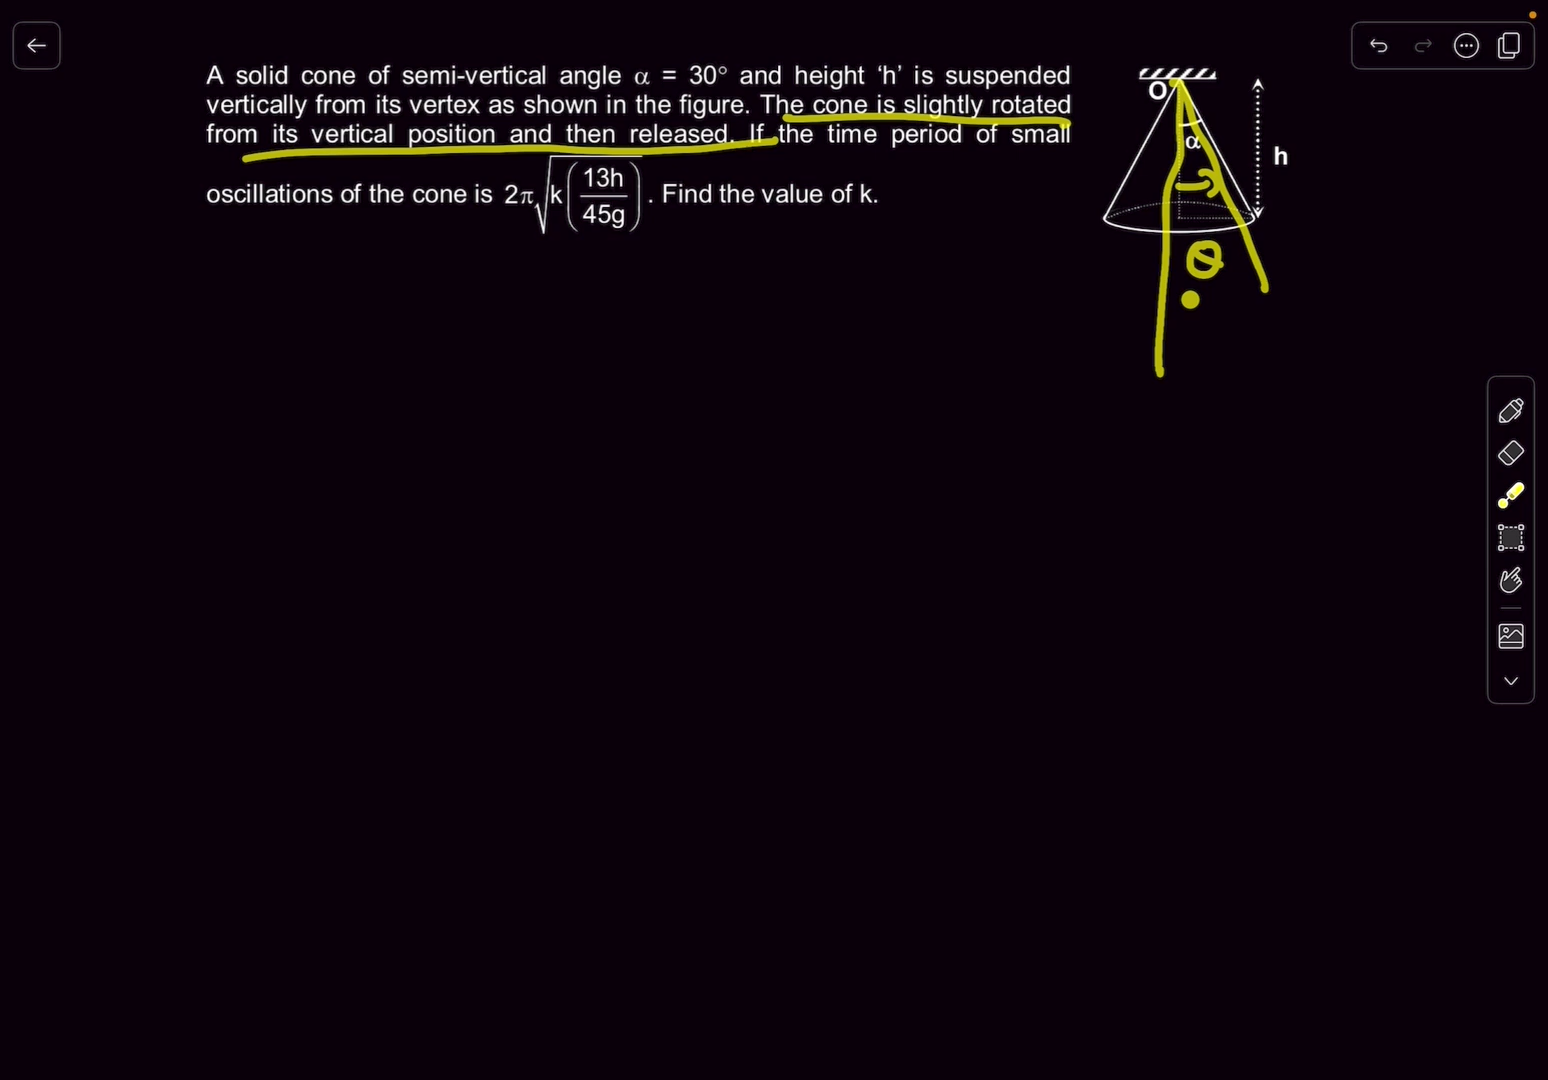 A solid cone of semi-vertical angle α = 30° and height ‘h’ is suspended
vertically from its vertex as shown in the figure. The cone is slightly rotated
from its vertical position and then released. If the time period of small
oscillations of the cone is 2π√k(13h/45g). Find the value of k.
O
α
h
θ